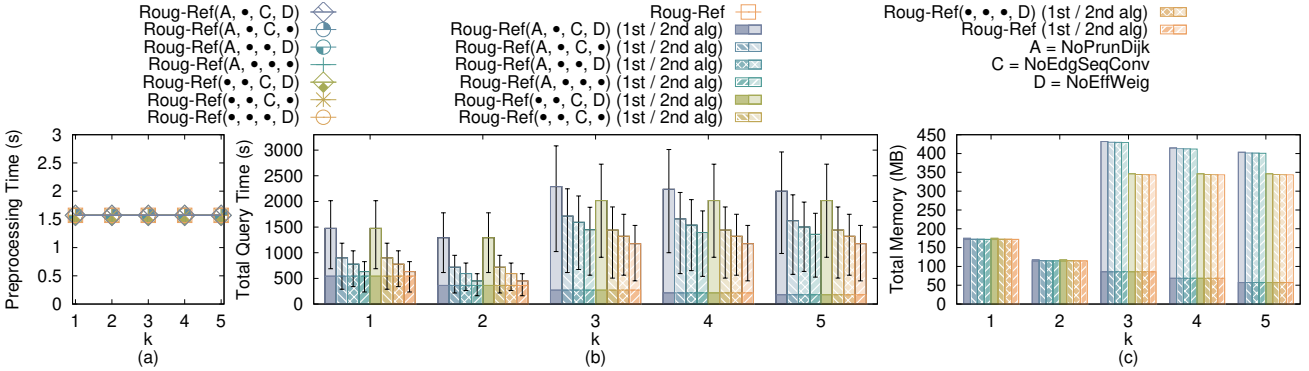 Roug-Ref(A, •, C, D)
Roug-Ref(A, •, C, •)
Roug-Ref(A, •, •, D)
Roug-Ref(A, •, •, •)
Roug-Ref(•, •, C, D)
Roug-Ref(•, •, C, •)
Roug-Ref(•, •, •, D)
Roug-Ref
Roug-Ref(A, •, C, D) (1st / 2nd alg)
Roug-Ref(A, •, C, •) (1st / 2nd alg)
Roug-Ref(A, •, •, D) (1st / 2nd alg)
Roug-Ref(A, •, •, •) (1st / 2nd alg)
Roug-Ref(•, •, C, D) (1st / 2nd alg)
Roug-Ref(•, •, C, •) (1st / 2nd alg)
Roug-Ref(•, •, •, D) (1st / 2nd alg)
Roug-Ref (1st / 2nd alg)
A = NoPrunDijk
C = NoEdgSeqConv
D = NoEffWeig
Preprocessing Time (s)
3
2.5
2
1.5
1
0.5
0
1 2 3 4 5
k
(a)
Total Query Time (s)
3000
2500
2000
1500
1000
500
0
1 2 3 4 5
k
(b)
Total Memory (MB)
450
400
350
300
250
200
150
100
50
0
1 2 3 4 5
k
(c)